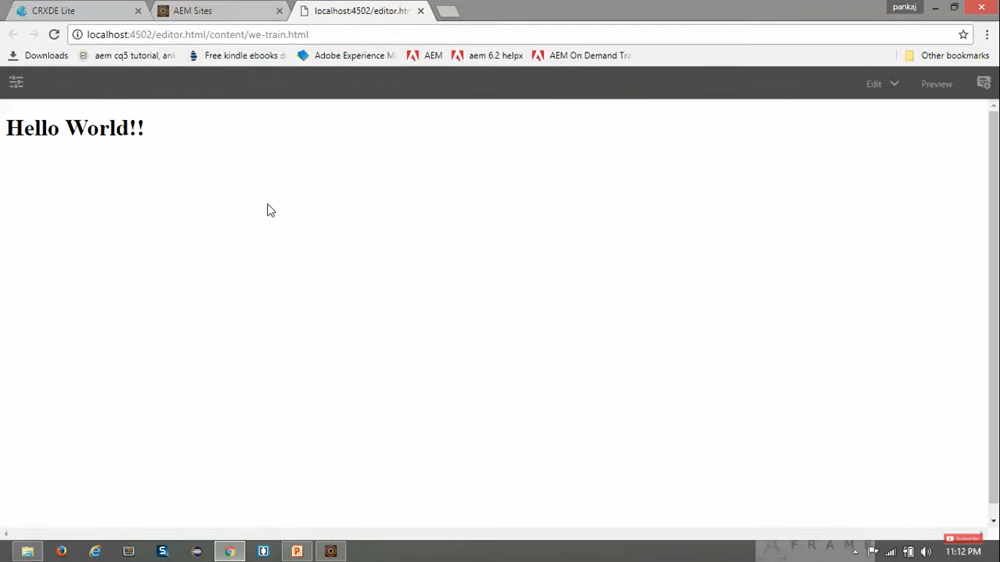 CRXDE Lite
AEM Sites
localhost:4502/editor.htm
pankaj
localhost:4502/editor.html/content/we-train.html
Downloads
aem cq5 tutorial, ank
Free kindle ebooks d
Adobe Experience M
AEM
aem 6.2 helpx
AEM On Demand Tra
Other bookmarks
Edit
Preview
Hello World!!
A FRAME
Subscribe
11:12 PM